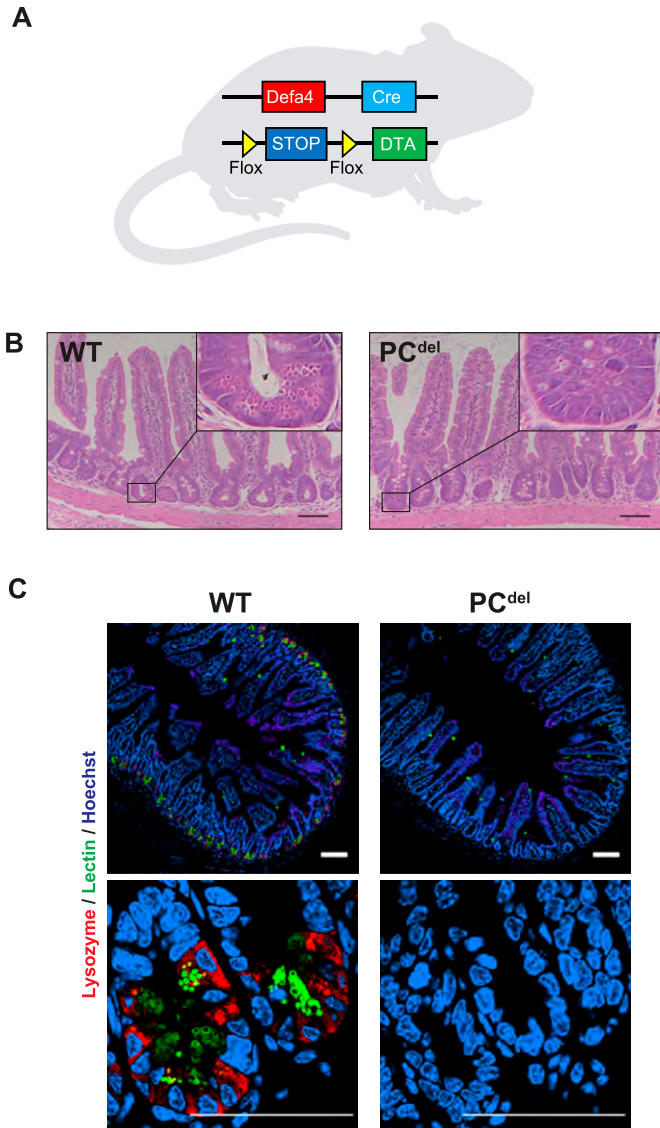 A
Defa4 Cre
STOP DTA
Flox Flox
B
WT PCdel
C
WT PCdel
Lysozyme / Lectin / Hoechst